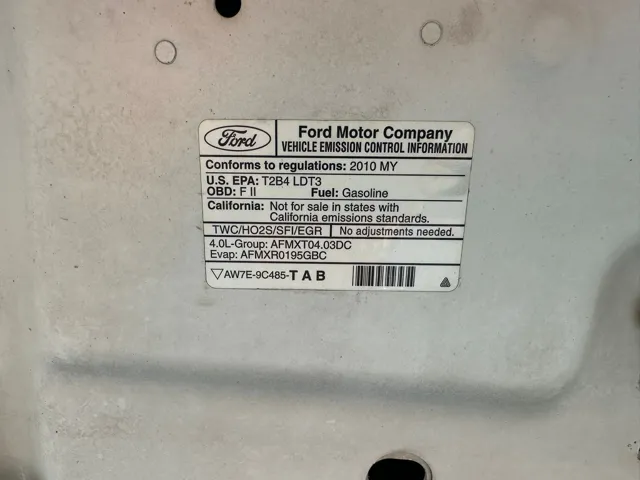 Ford
Ford Motor Company
VEHICLE EMISSION CONTROL INFORMATION
Conforms to regulations: 2010 MY
U.S. EPA: T2B4 LDT3
OBD: F II Fuel: Gasoline
California: Not for sale in states with
California emissions standards.
TWC/HO2S/SFI/EGR No adjustments needed.
4.0L-Group: AFMXT04.03DC
Evap: AFMXR0195GBC
AW7E-9C485-T A B